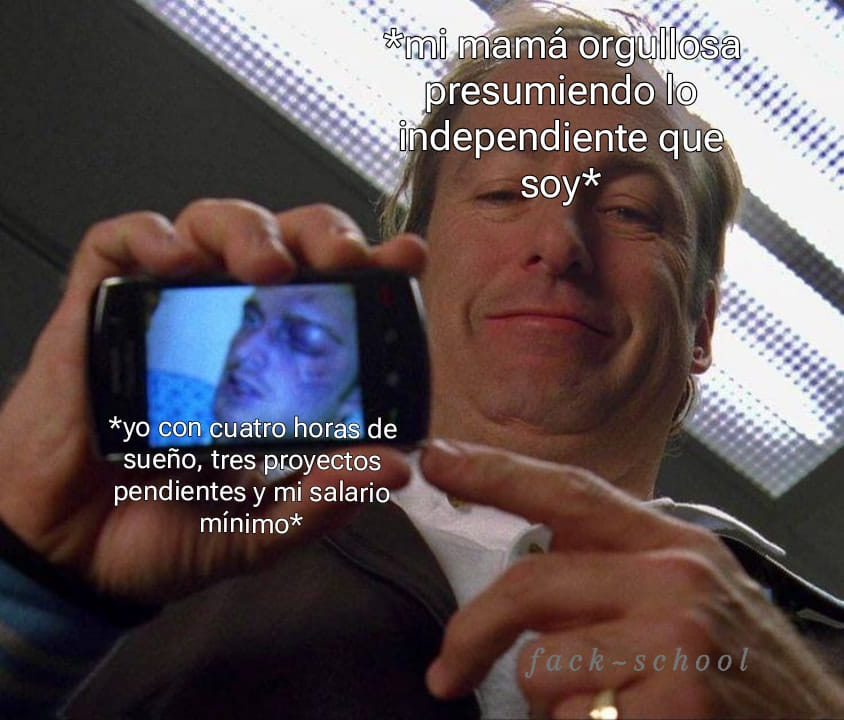 *mi mamá orgullosa
presumiendo lo
independiente que
soy*
*yo con cuatro horas de
sueño, tres proyectos
pendientes y mi salario
mínimo*
fack~school